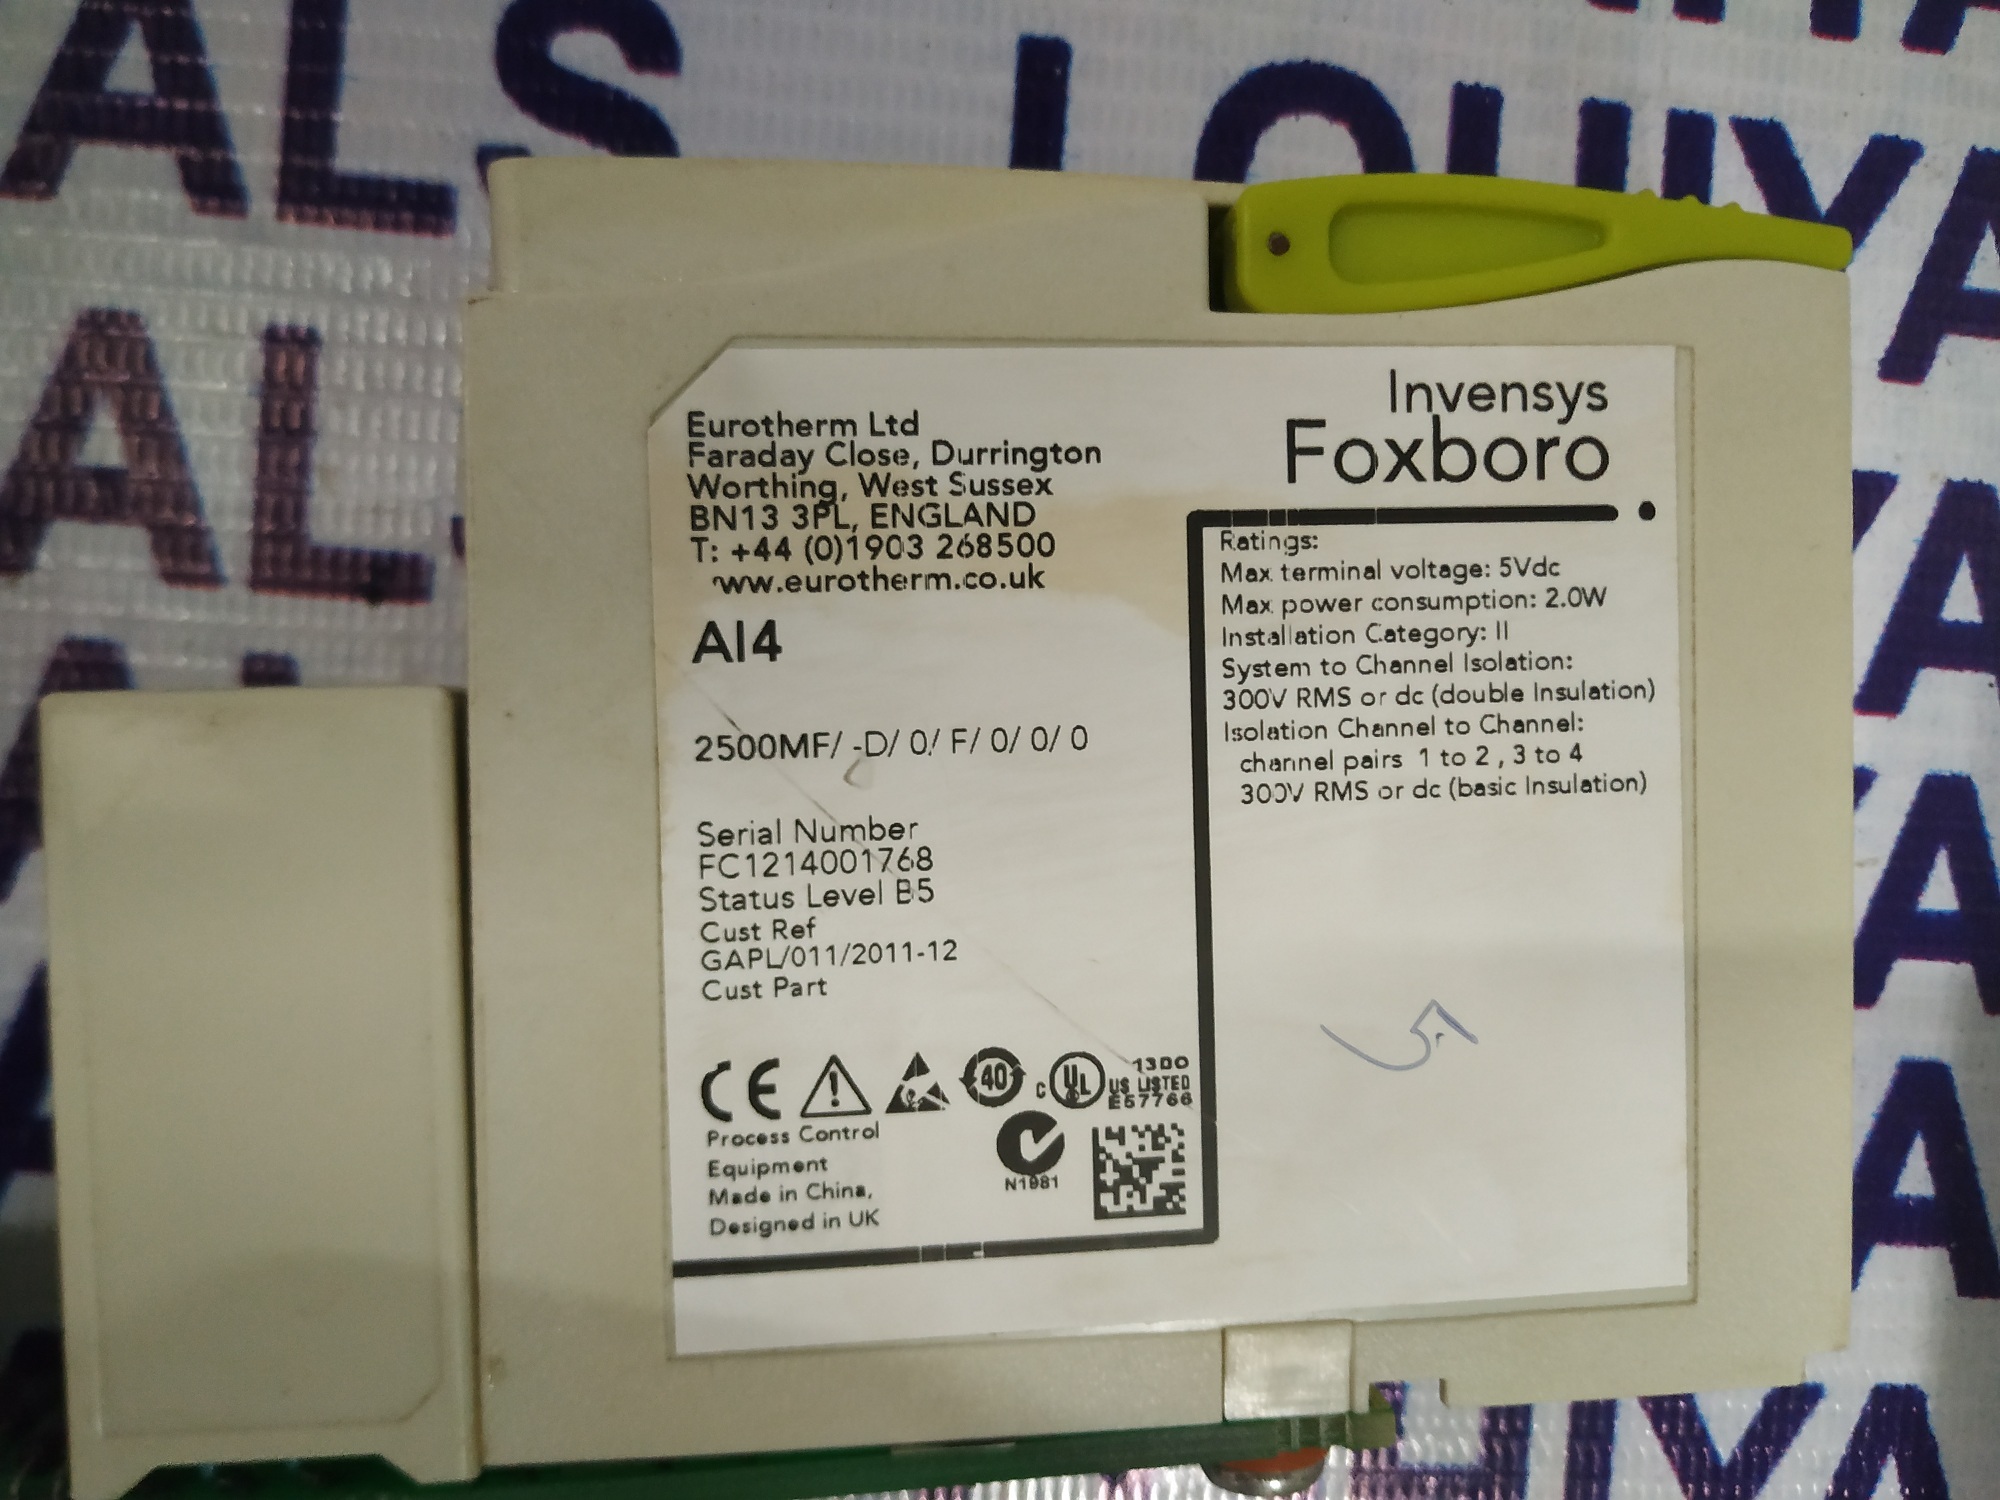 ALS LOHIYA
Invensys
Foxboro
Eurotherm Ltd
Faraday Close, Durrington
Worthing, West Sussex
BN13 3PL, ENGLAND
T: +44 (0)1903 268500
www.eurotherm.co.uk
AI4
2500MF/ -D/ 0/ F/ 0/ 0/ 0
Serial Number
FC1214001768
Status Level B5
Cust Ref
GAPL/011/2011-12
Cust Part
Ratings:
Max terminal voltage: 5Vdc
Max power consumption: 2.0W
Installation Category: II
System to Channel Isolation:
300V RMS or dc (double Insulation)
Isolation Channel to Channel:
channel pairs 1 to 2 , 3 to 4
300V RMS or dc (basic Insulation)
CE
40
C UL US LISTED
13DO
E57766
N1981
Process Control
Equipment
Made in China,
Designed in UK